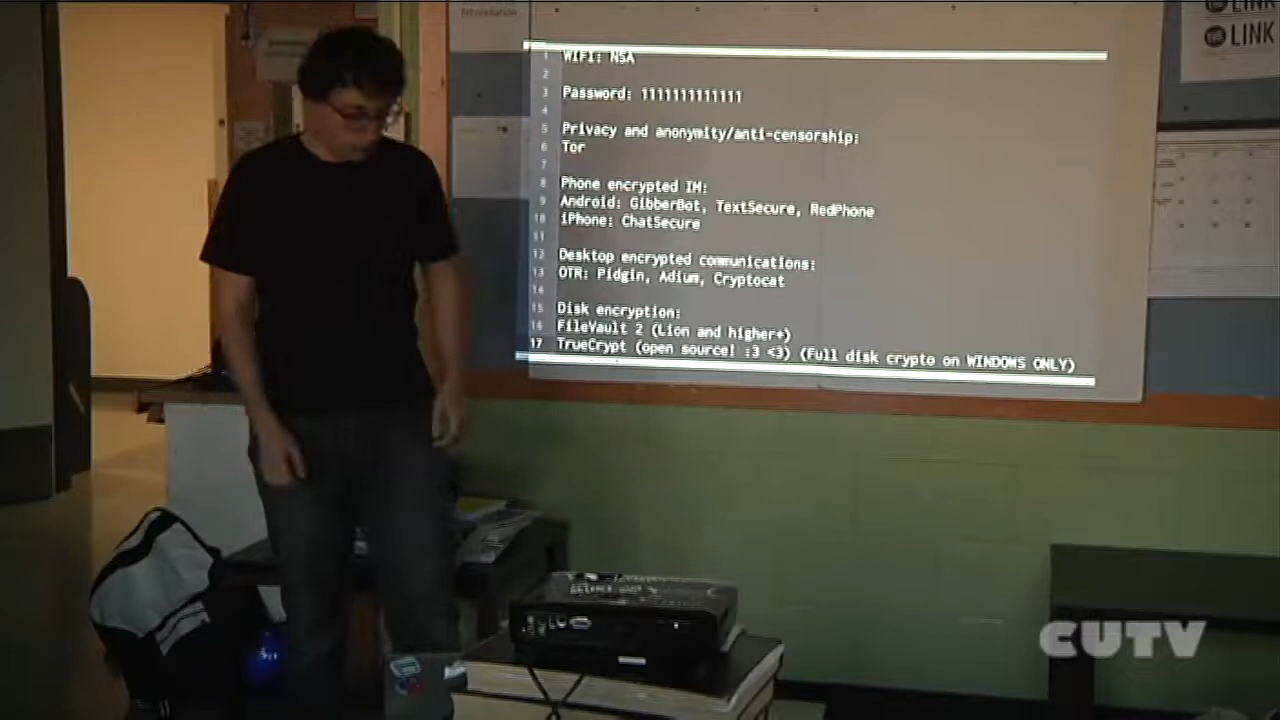 Information
LINK
THE LINK
1 WIFI: NSA
2
3 Password: 1111111111111
4
5 Privacy and anonymity/anti-censorship:
6 Tor
7
8 Phone encrypted IM:
9 Android: GibberBot, TextSecure, RedPhone
10 iPhone: ChatSecure
11
12 Desktop encrypted communications:
13 OTR: Pidgin, Adium, Cryptocat
14
15 Disk encryption:
16 FileVault 2 (Lion and higher+)
17 TrueCrypt (open source! :3 <3) (Full disk crypto on WINDOWS ONLY)
CUTV